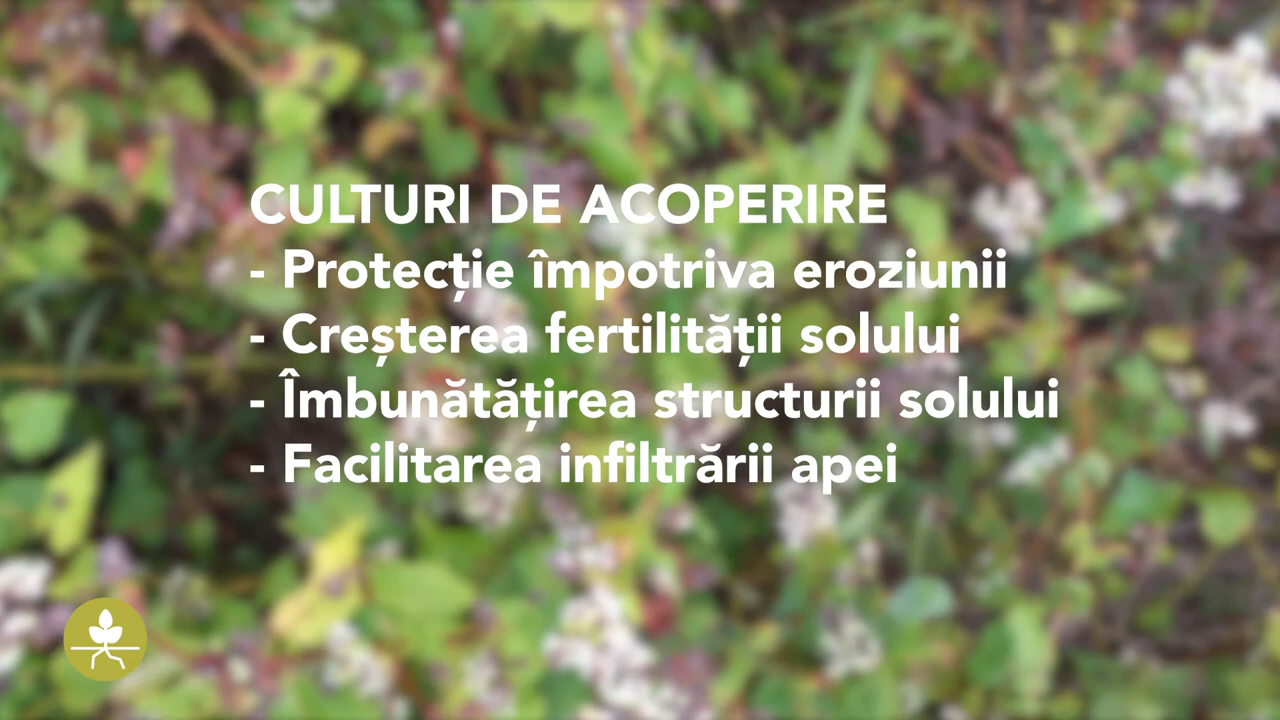 CULTURI DE ACOPERIRE
- Protecție împotriva eroziunii
- Creșterea fertilității solului
- Îmbunătățirea structurii solului
- Facilitarea infiltrării apei